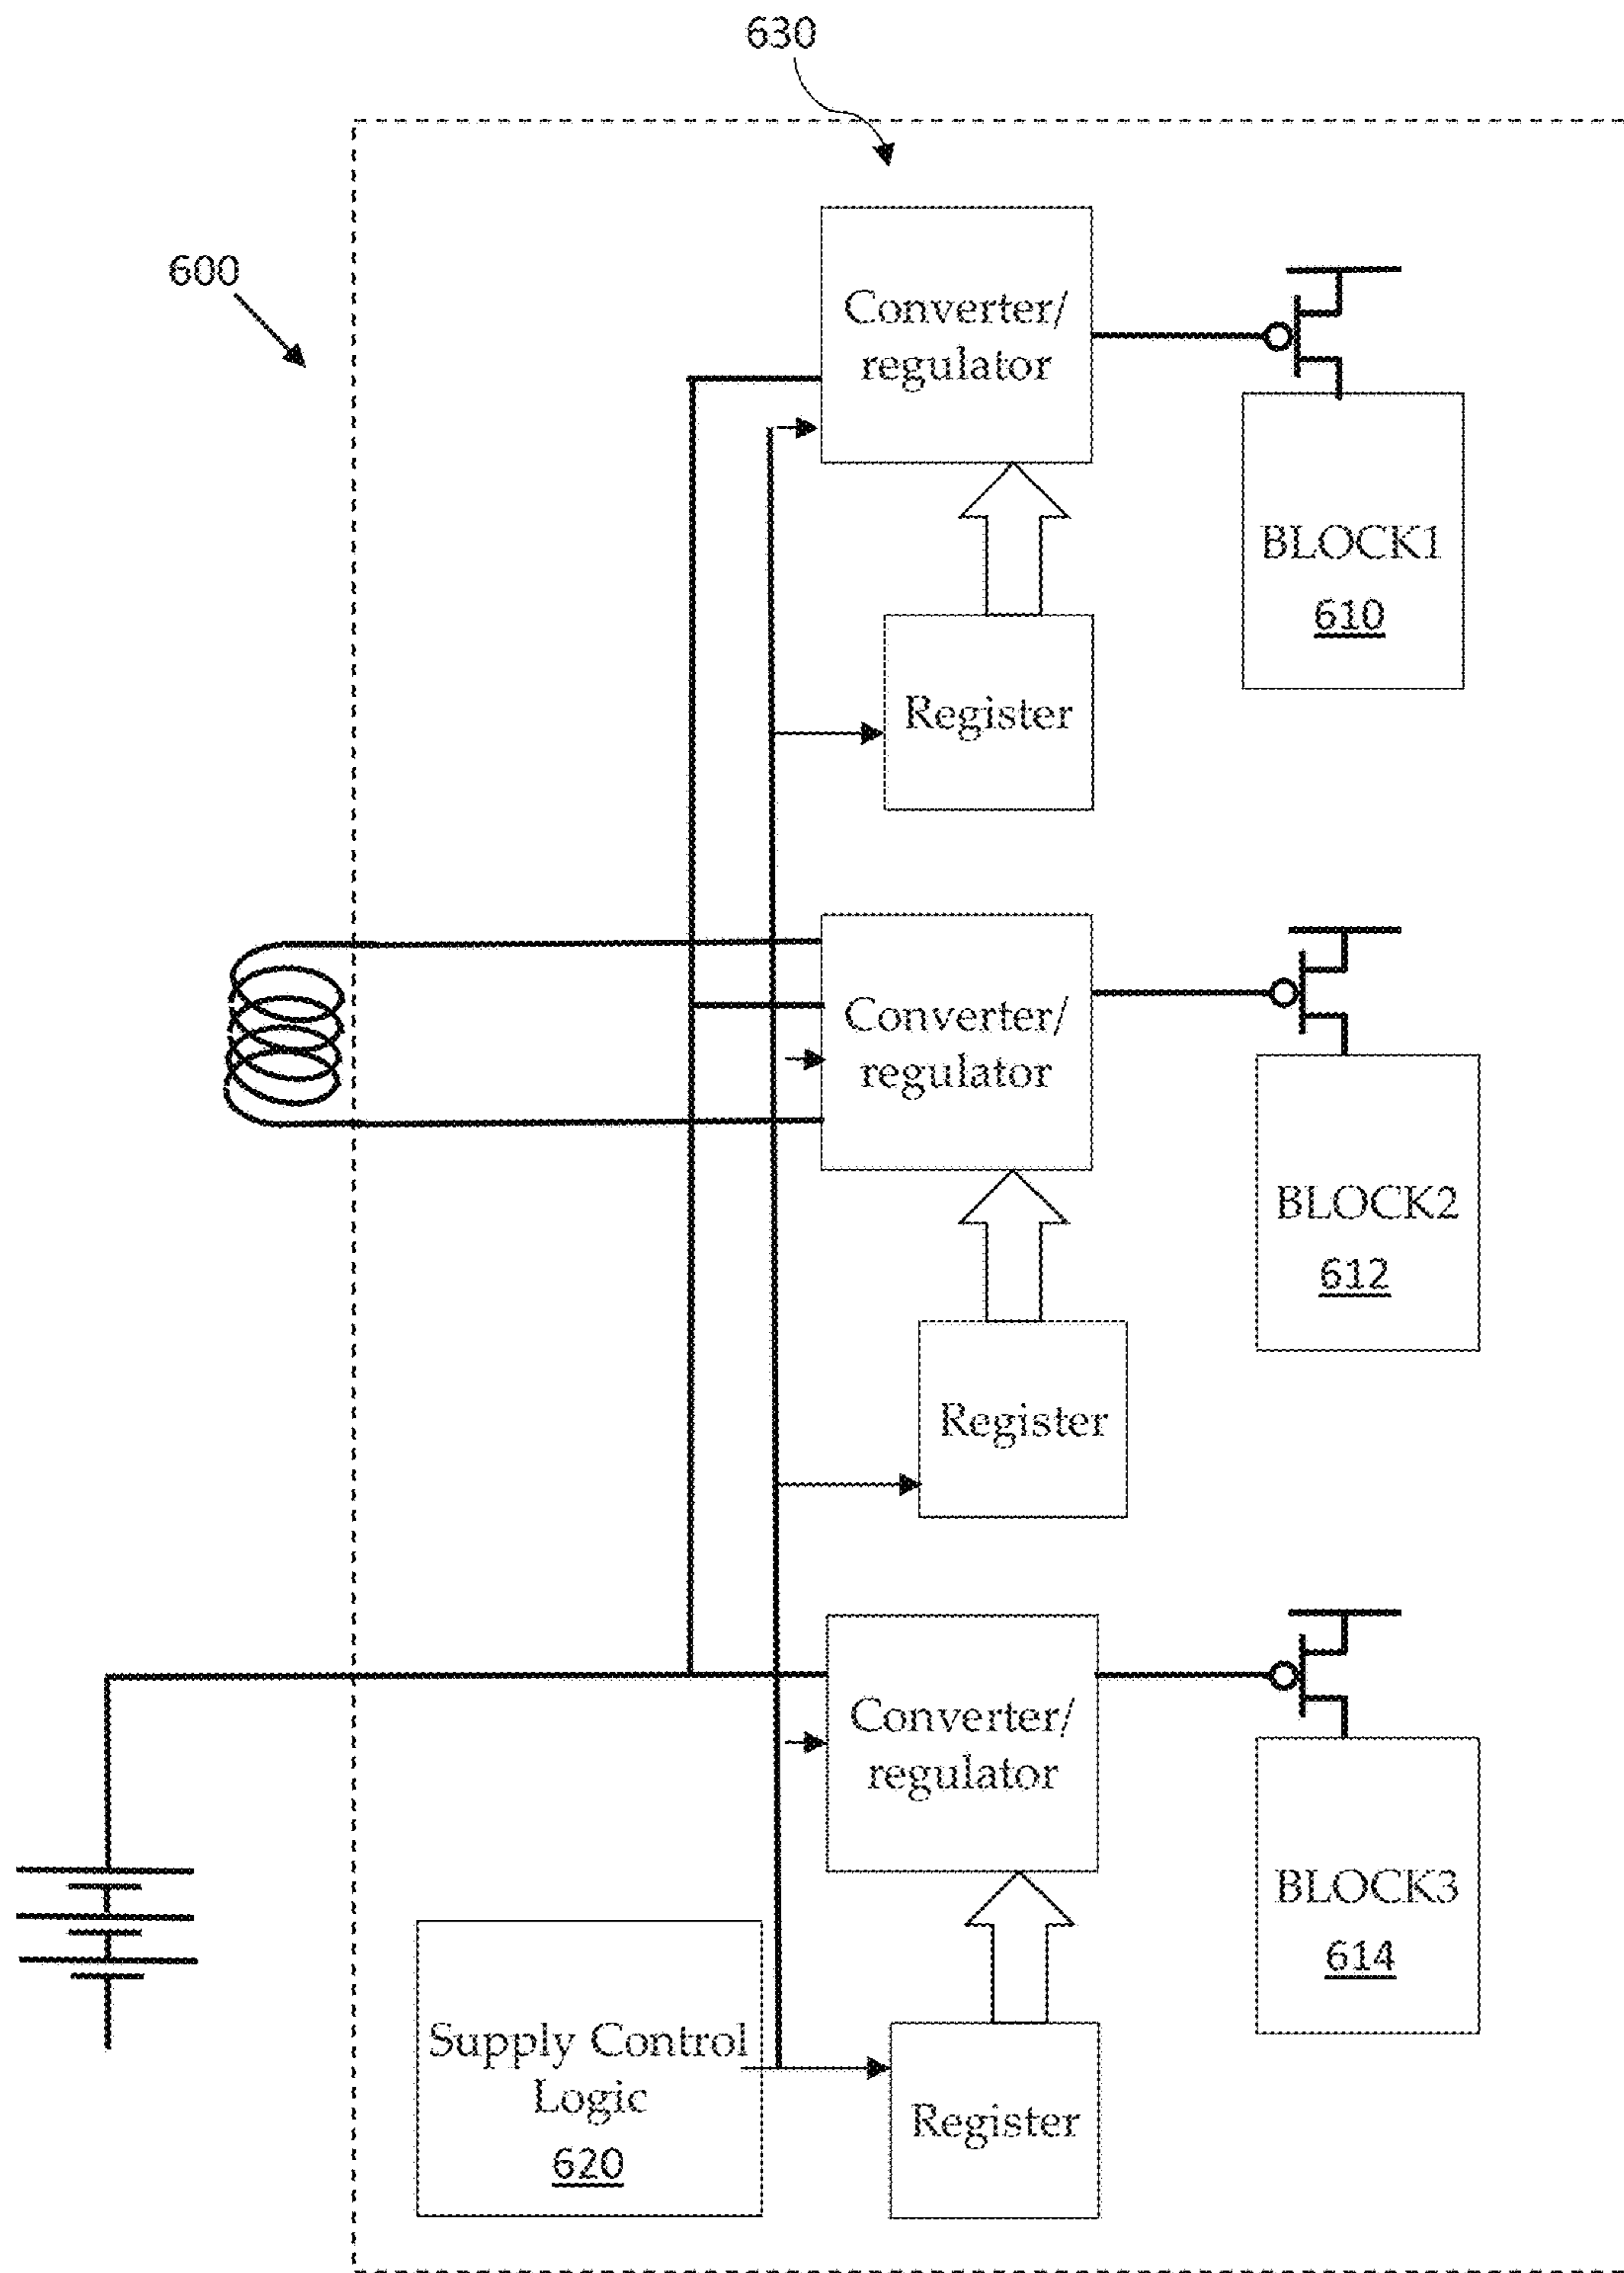 630
600
Converter/
regulator
BLOCK1
610
Register
Converter/
regulator
BLOCK2
612
Register
Converter/
regulator
BLOCK3
614
Supply Control
Logic
620
Register